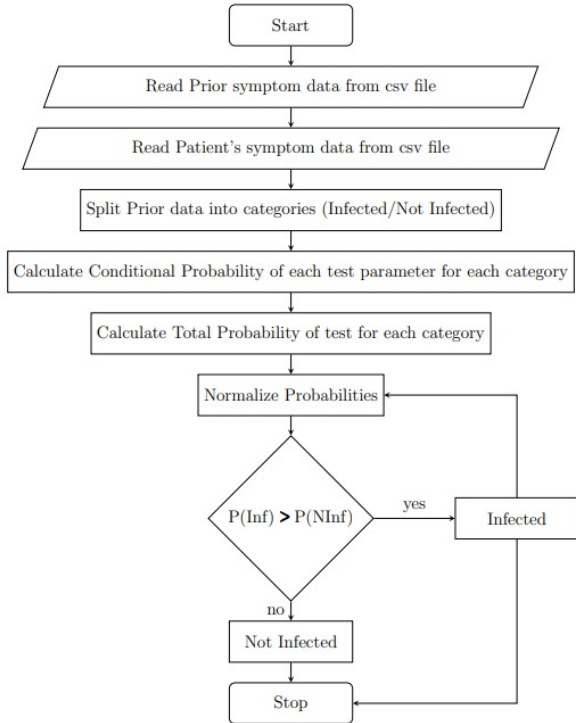 Start
Read Prior symptom data from csv file
Read Patient's symptom data from csv file
Split Prior data into categories (Infected/Not Infected)
Calculate Conditional Probability of each test parameter for each category
Calculate Total Probability of test for each category
Normalize Probabilities
P(Inf) > P(NInf)
yes
Infected
no
Not Infected
Stop